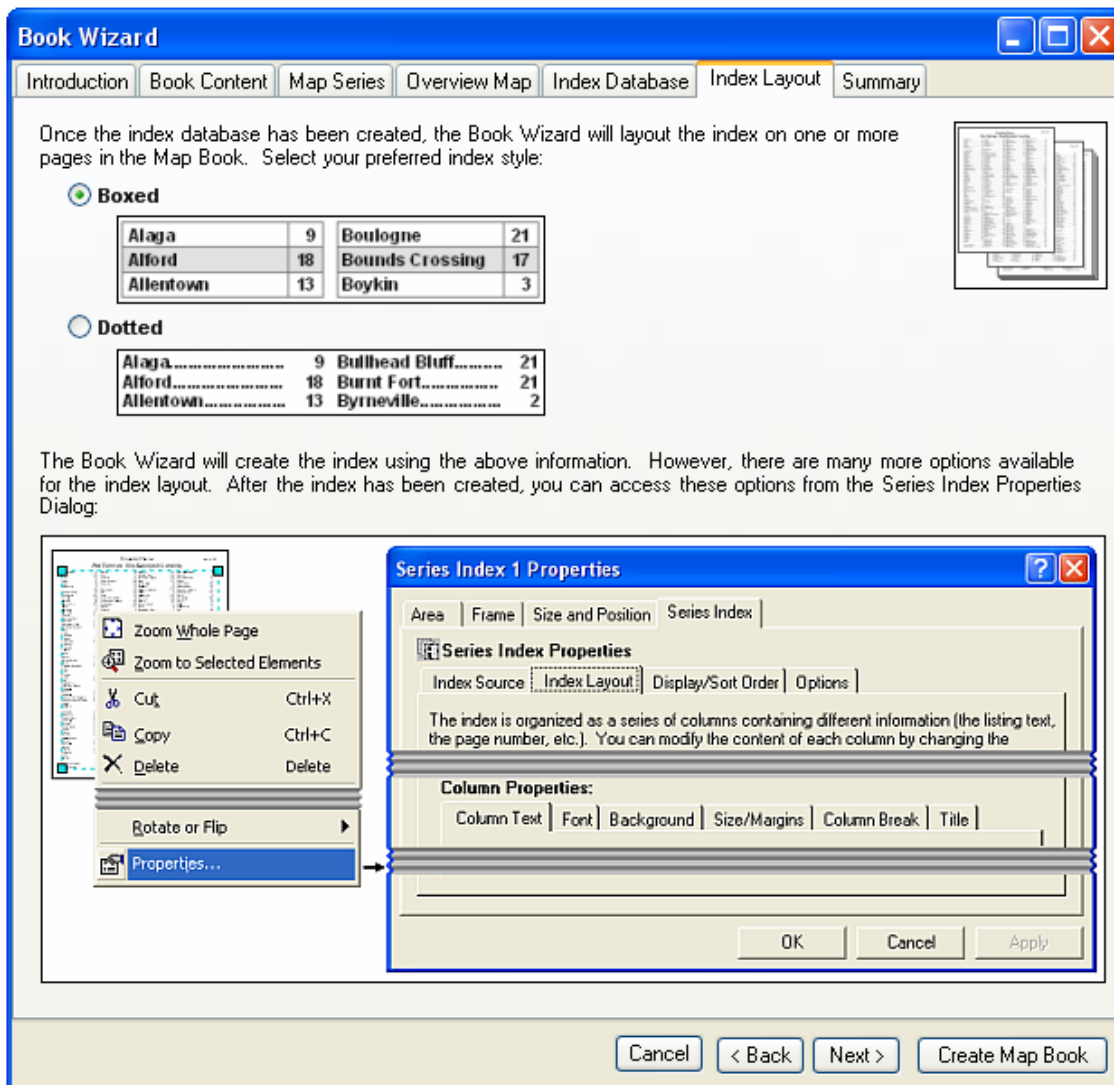 Book Wizard
Introduction Book Content Map Series Overview Map Index Database Index Layout Summary
Once the index database has been created, the Book Wizard will layout the index on one or more
pages in the Map Book. Select your preferred index style:
Boxed
Alaga 9 Boulogne 21
Alford 18 Bounds Crossing 17
Allentown 13 Boykin 3
Dotted
Alaga........................ 9 Bullhead Bluff.......... 21
Alford........................ 18 Burnt Fort................ 21
Allentown................. 13 Byrneville................. 2
The Book Wizard will create the index using the above information. However, there are many more options available
for the index layout. After the index has been created, you can access these options from the Series Index Properties
Dialog:
Zoom Whole Page
Zoom to Selected Elements
Cut Ctrl+X
Copy Ctrl+C
Delete Delete
Rotate or Flip
Properties...
Series Index 1 Properties
Area Frame Size and Position Series Index
Series Index Properties
Index Source Index Layout Display/Sort Order Options
The index is organized as a series of columns containing different information (the listing text,
the page number, etc.). You can modify the content of each column by changing the
Column Properties:
Column Text Font Background Size/Margins Column Break Title
OK Cancel Apply
Cancel < Back Next > Create Map Book